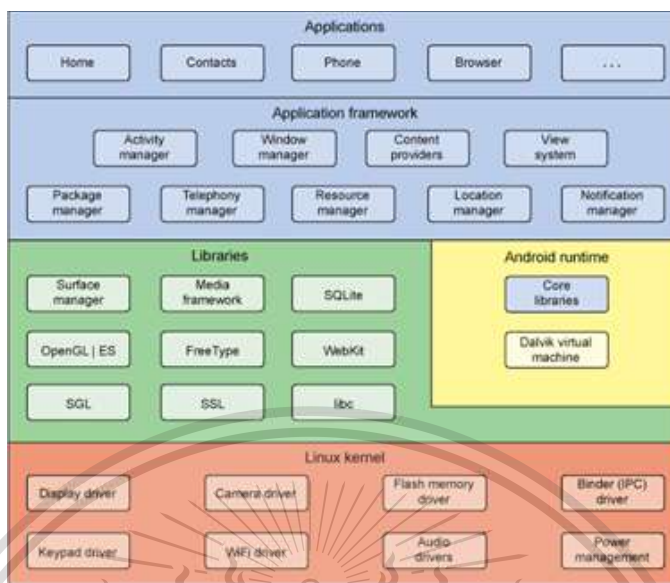 Applications
Home
Contacts
Phone
Browser
...
Application framework
Activity
manager
Window
manager
Content
providers
View
system
Package
manager
Telephony
manager
Resource
manager
Location
manager
Notification
manager
Libraries
Surface
manager
Media
framework
SQLite
OpenGL | ES
FreeType
WebKit
SGL
SSL
libc
Android runtime
Core
libraries
Dalvik virtual
machine
Linux kernel
Display driver
Camera driver
Flash memory
driver
Binder (IPC)
driver
Keypad driver
WiFi driver
Audio
drivers
Power
management